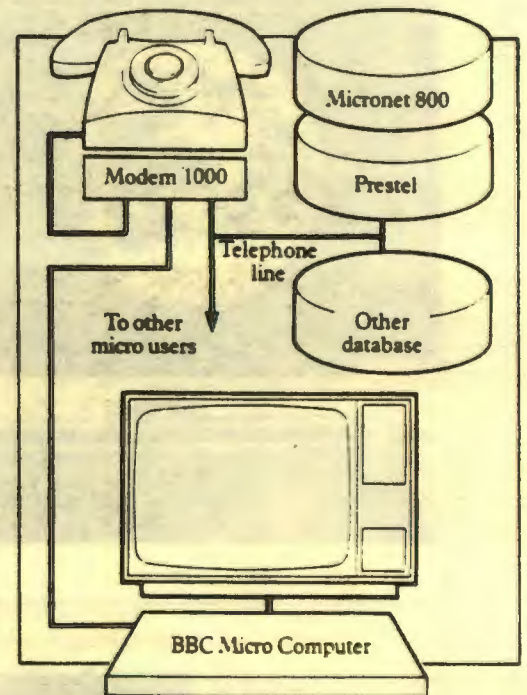 Micronet 800
Modem 1000
Prestel
Telephone
line
To other
micro users
Other
database
BBC Micro Computer